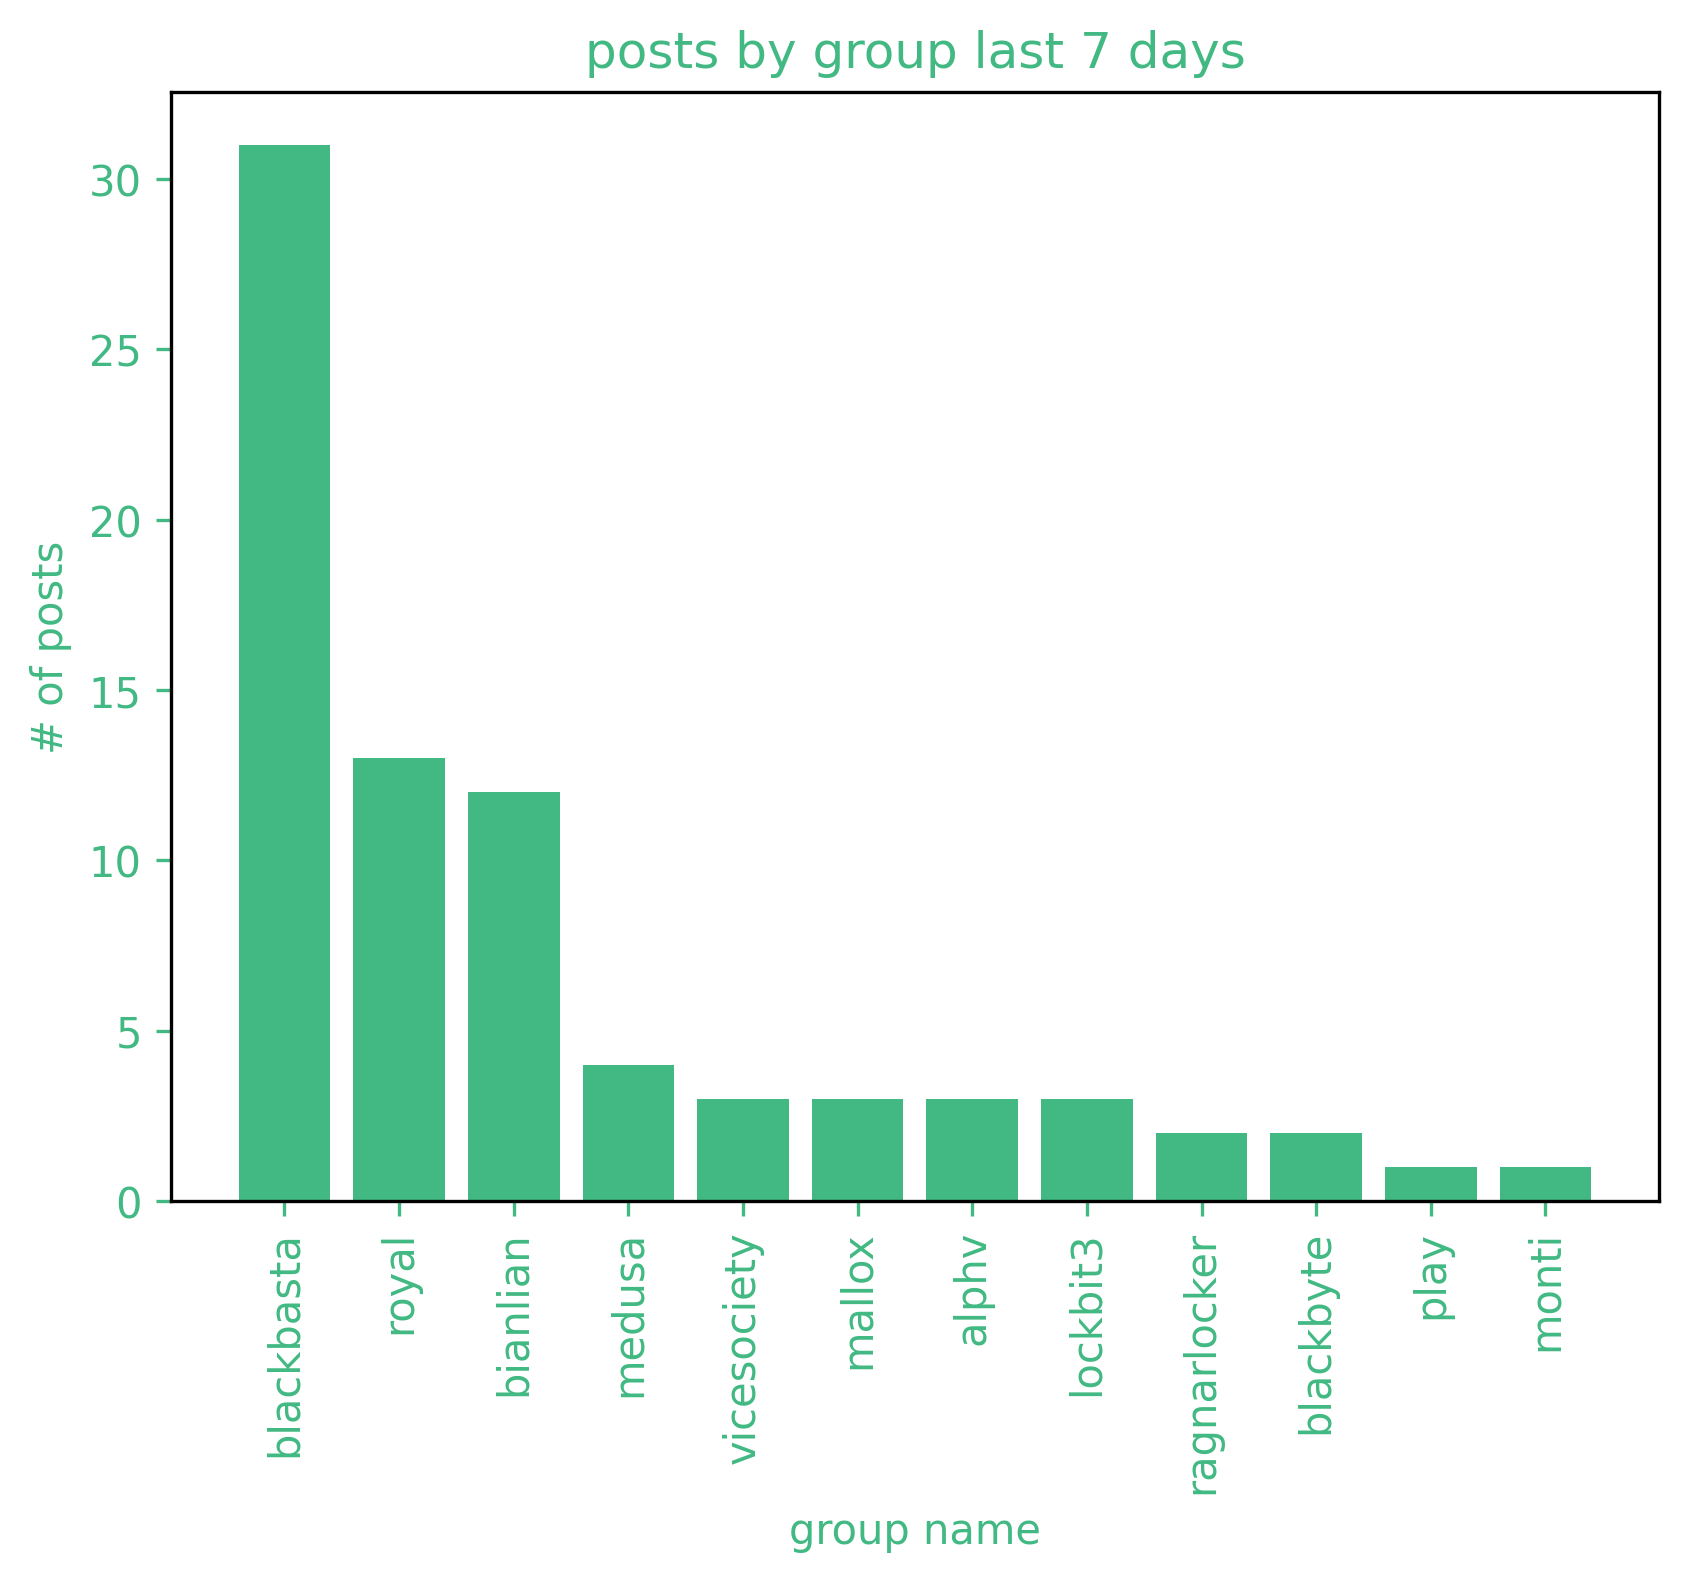 posts by group last 7 days
# of posts
30
25
20
15
10
5
0
blackbasta
royal
bianlian
medusa
vicesociety
mallox
alphv
lockbit3
ragnarlocker
blackbyte
play
monti
group name